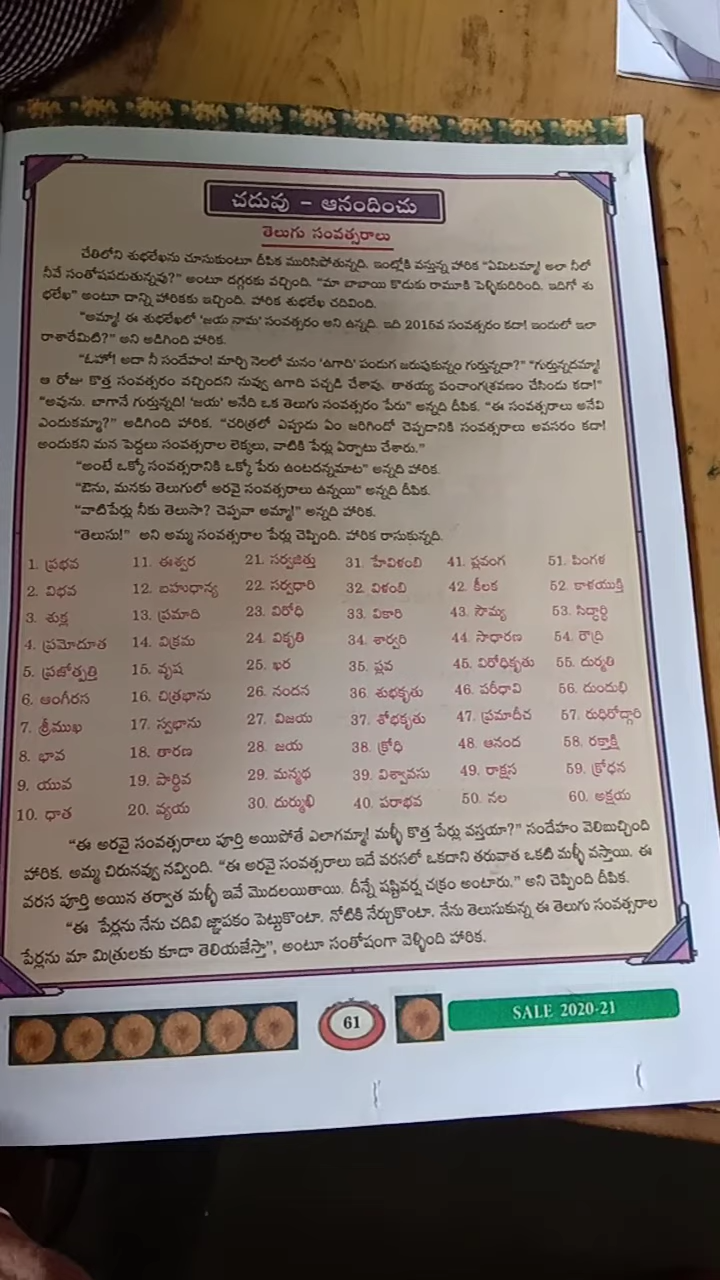 చదువు – ఆనందించు
తెలుగు సంవత్సరాలు
చేతిలోని శుభలేఖను చూసుకుంటూ దీపిక మురిసిపోతున్నది. ఇంట్లోకి వస్తున్న హారిక "ఏమిటమ్మా! అలా నీలో
నీవే సంతోషపడుతున్నవు?" అంటూ దగ్గరకు వచ్చింది. "మా బాబాయి కొడుకు రాముకి పెళ్ళికుదిరింది. ఇదిగో శు
భలేఖ" అంటూ దాన్ని హారికకు ఇచ్చింది. హారిక శుభలేఖ చదివింది.
"అమ్మా! ఈ శుభలేఖలో 'జయ నామ' సంవత్సరం అని ఉన్నది. ఇది 2015వ సంవత్సరం కదా! ఇందులో ఇలా
రాశారేమిటి?" అని అడిగింది హారిక.
"ఓహో! అదా నీ సందేహం! మార్చి నెలలో మనం 'ఉగాది' పండుగ జరుపుకున్నం గుర్తున్నదా?" "గుర్తున్నదమ్మా!
ఆ రోజు కొత్త సంవత్సరం వచ్చిందని నువ్వు ఉగాది పచ్చడి చేశావు. తాతయ్య పంచాంగశ్రవణం చేసిండు కదా!"
"అవును. బాగానే గుర్తున్నది! 'జయ' అనేది ఒక తెలుగు సంవత్సరం పేరు" అన్నది దీపిక. "ఈ సంవత్సరాలు అనేవి
ఎందుకమ్మా?" అడిగింది హారిక. "చరిత్రలో ఎప్పుడు ఏం జరిగిందో చెప్పడానికి సంవత్సరాలు అవసరం కదా!
అందుకని మన పెద్దలు సంవత్సరాల లెక్కలు, వాటికి పేర్లు ఏర్పాటు చేశారు."
"అంటే ఒక్కో సంవత్సరానికి ఒక్కో పేరు ఉంటదన్నమాట" అన్నది హారిక.
"ఔను, మనకు తెలుగులో అరవై సంవత్సరాలు ఉన్నయి" అన్నది దీపిక.
"వాటిపేర్లు నీకు తెలుసా? చెప్పవా అమ్మా!" అన్నది హారిక.
"తెలుసు!" అని అమ్మ సంవత్సరాల పేర్లు చెప్పింది. హారిక రాసుకున్నది.
1. ప్రభవ 11. ఈశ్వర 21. సర్వజిత్తు 31. హేవిళంబి 41. ప్లవంగ 51. పింగళ
2. విభవ 12. బహుధాన్య 22. సర్వధారి 32. విళంబి 42. కీలక 52. కాళయుక్తి
3. శుక్ల 13. ప్రమాది 23. విరోధి 33. వికారి 43. సౌమ్య 53. సిద్ధార్థి
4. ప్రమోదూత 14. విక్రమ 24. వికృతి 34. శార్వరి 44. సాధారణ 54. రౌద్రి
5. ప్రజోత్పత్తి 15. వృష 25. ఖర 35. ప్లవ 45. విరోధికృతు 55. దుర్మతి
6. ఆంగీరస 16. చిత్రభాను 26. నందన 36. శుభకృతు 46. పరీధావి 56. దుందుభి
7. శ్రీముఖ 17. స్వభాను 27. విజయ 37. శోభకృతు 47. ప్రమాదీచ 57. రుధిరోద్గారి
8. భావ 18. తారణ 28. జయ 38. క్రోధి 48. ఆనంద 58. రక్తాక్షి
9. యువ 19. పార్థివ 29. మన్మథ 39. విశ్వావసు 49. రాక్షస 59. క్రోధన
10. ధాత 20. వ్యయ 30. దుర్ముఖి 40. పరాభవ 50. నల 60. అక్షయ
"ఈ అరవై సంవత్సరాలు పూర్తి అయిపోతే ఎలాగమ్మా! మళ్ళీ కొత్త పేర్లు వస్తయా?" సందేహం వెలిబుచ్చింది
హారిక. అమ్మ చిరునవ్వు నవ్వింది. "ఈ అరవై సంవత్సరాలు ఇదే వరసలో ఒకదాని తరువాత ఒకటి మళ్ళీ వస్తాయి. ఈ
వరస పూర్తి అయిన తర్వాత మళ్ళీ ఇవే మొదలయితాయి. దీన్నే షష్టివర్ష చక్రం అంటారు." అని చెప్పింది దీపిక.
"ఈ పేర్లను నేను చదివి జ్ఞాపకం పెట్టుకొంటా. నోటికి నేర్చుకొంటా. నేను తెలుసుకున్న ఈ తెలుగు సంవత్సరాల
పేర్లను మా మిత్రులకు కూడా తెలియజేస్తా", అంటూ సంతోషంగా వెళ్ళింది హారిక.
61
SALE 2020-21